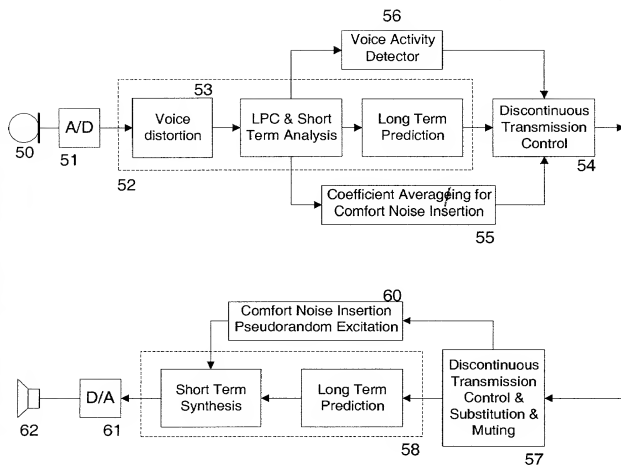 56
Voice Activity
Detector
53
A/D
Voice
distortion
LPC & Short
Term Analysis
Long Term
Prediction
Discontinuous
Transmission
Control
50
51
52
54
Coefficient Averageing for
Comfort Noise Insertion
55
60
Comfort Noise Insertion
Pseudorandom Excitation
D/A
Short Term
Synthesis
Long Term
Prediction
Discontinuous
Transmission
Control &
Substitution &
Muting
62
61
58
57